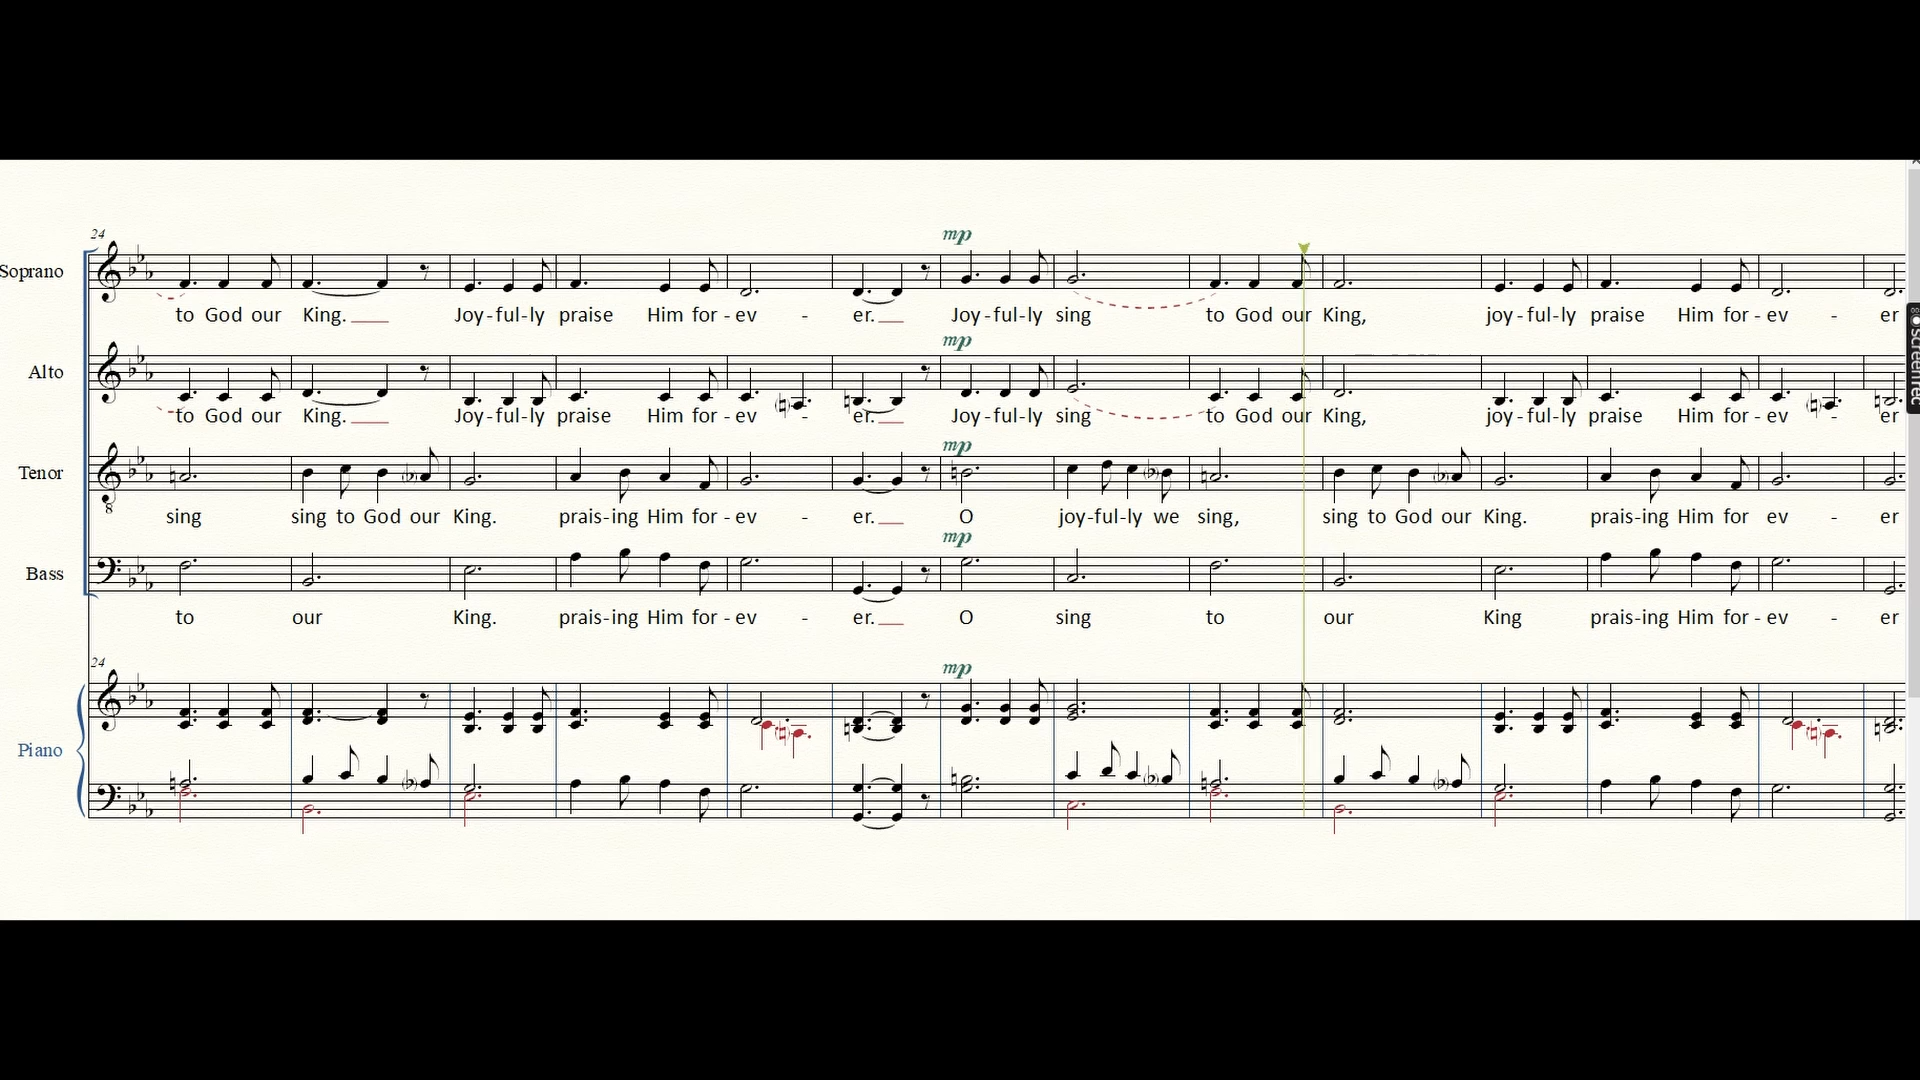 24
mp
Soprano
to God our King. Joy-ful-ly praise Him for-ev - er. Joy-ful-ly sing to God our King, joy-ful-ly praise Him for-ev - er
mp
Alto
to God our King. Joy-ful-ly praise Him for-ev - er. Joy-ful-ly sing to God our King, joy-ful-ly praise Him for-ev - er
mp
Tenor
8
sing sing to God our King. prais-ing Him for-ev - er. O joy-ful-ly we sing, sing to God our King. prais-ing Him for ev - er
mp
Bass
to our King. prais-ing Him for-ev - er. O sing to our King prais-ing Him for-ev - er
24
mp
Piano
screenrec